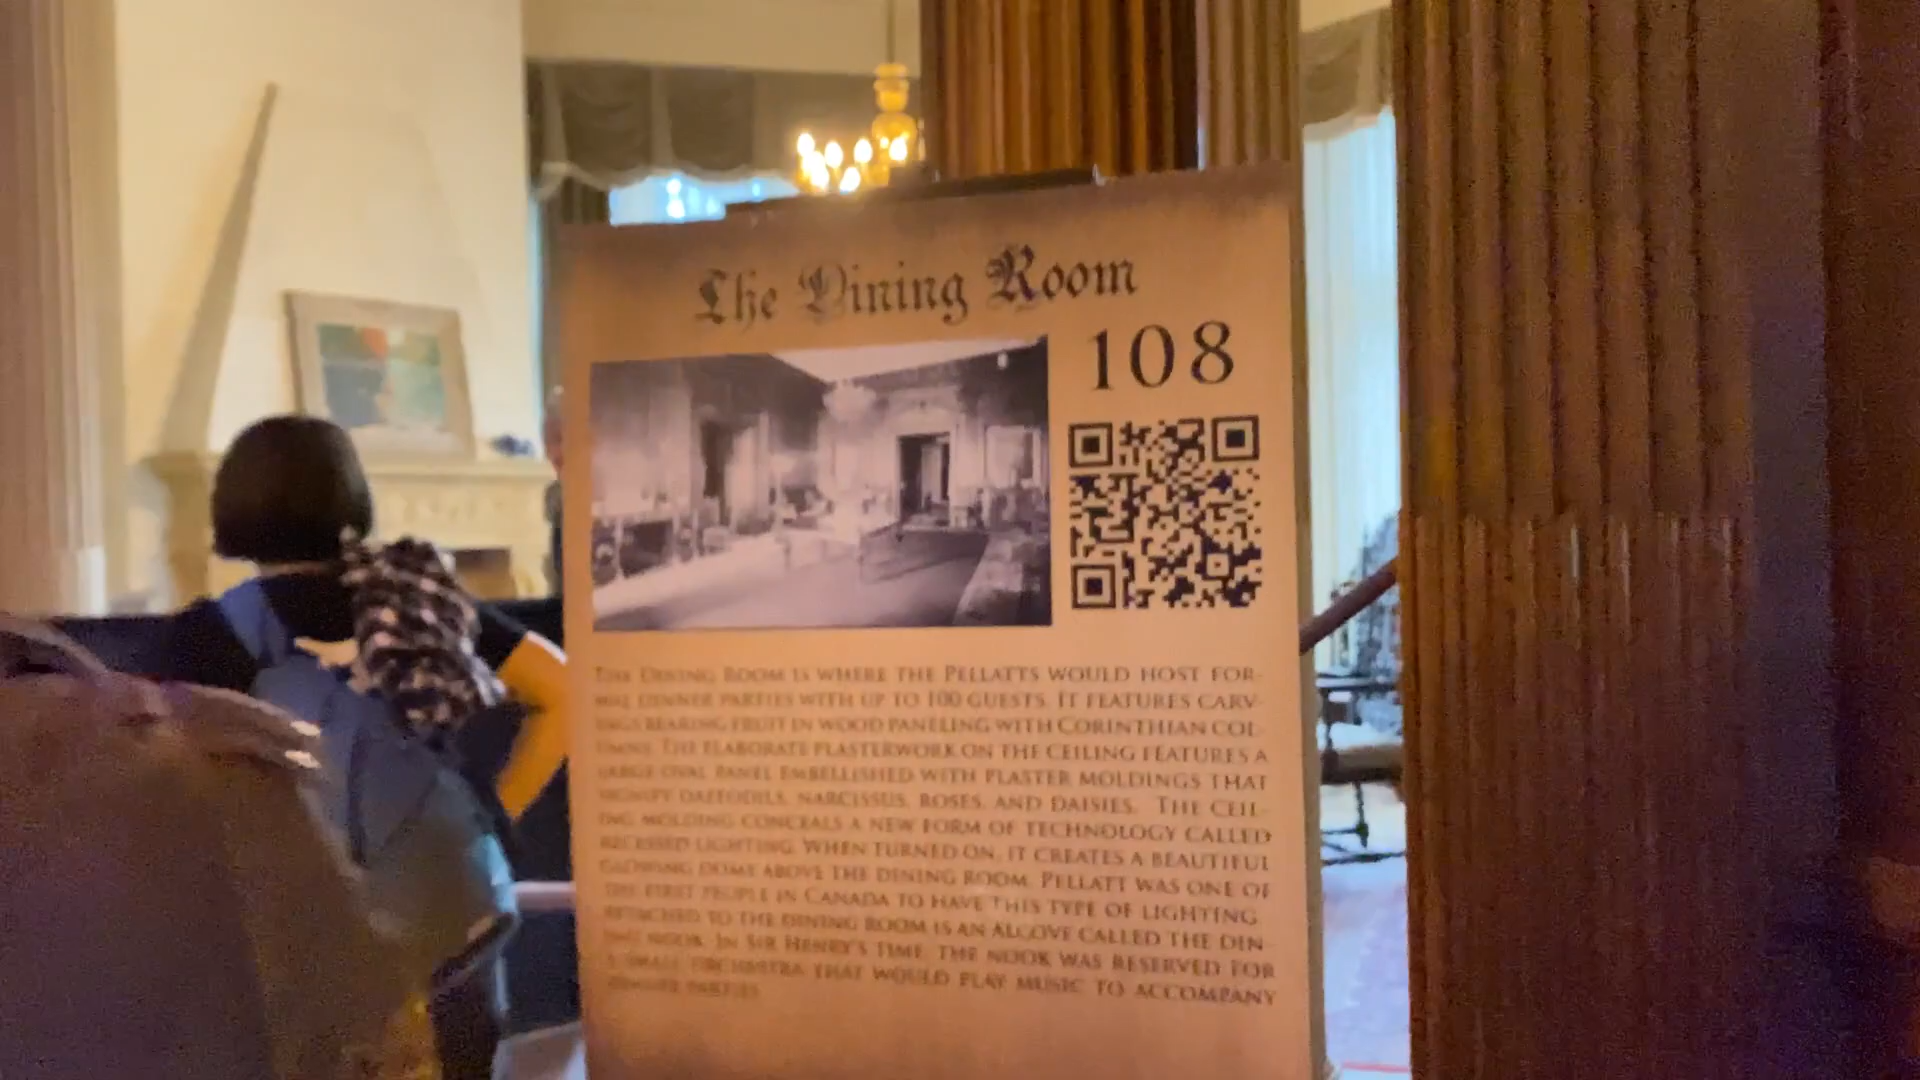 The Dining Room
108
The Dining Room is where the Pellatts would host for-
mal dinner parties with up to 100 guests. It features carv-
ings bearing fruit in wood paneling with Corinthian col-
umns. The elaborate plasterwork on the ceiling features a
large oval panel embellished with plaster moldings that
signify daffodils, narcissus, roses, and daisies. The ceil-
ing molding conceals a new form of technology called
recessed lighting. When turned on, it creates a beautiful
glowing dome above the dining room. Pellatt was one of
the first people in Canada to have this type of lighting.
Attached to the dining room is an alcove called the din-
ing nook. In Sir Henry's time, the nook was reserved for
a small orchestra that would play music to accompany
dinner parties.